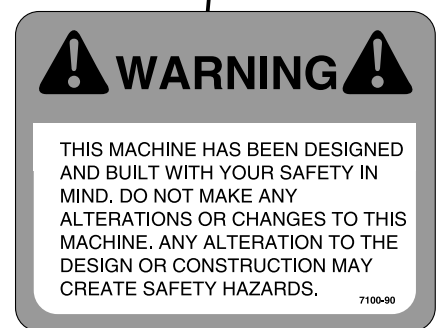 WARNING
THIS MACHINE HAS BEEN DESIGNED
AND BUILT WITH YOUR SAFETY IN
MIND. DO NOT MAKE ANY
ALTERATIONS OR CHANGES TO THIS
MACHINE. ANY ALTERATION TO THE
DESIGN OR CONSTRUCTION MAY
CREATE SAFETY HAZARDS.
7100-90